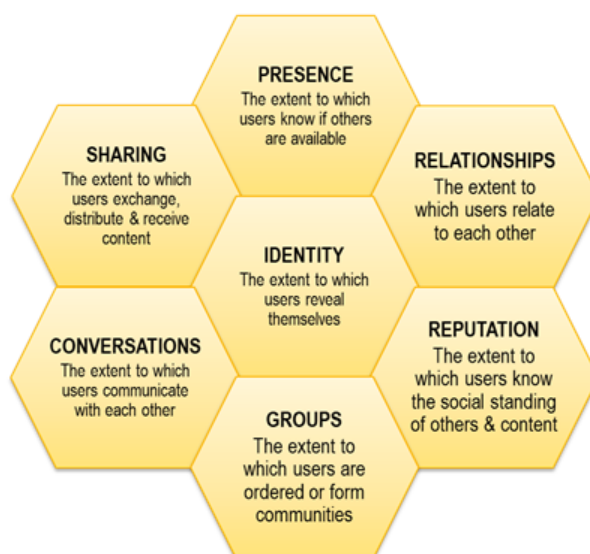 PRESENCE
The extent to which
users know if others
are available
SHARING
The extent to which
users exchange,
distribute & receive
content
RELATIONSHIPS
The extent to
which users relate
to each other
IDENTITY
The extent to which
users reveal
themselves
CONVERSATIONS
The extent to which
users communicate
with each other
REPUTATION
The extent to
which users know
the social standing
of others & content
GROUPS
The extent to
which users are
ordered or form
communities